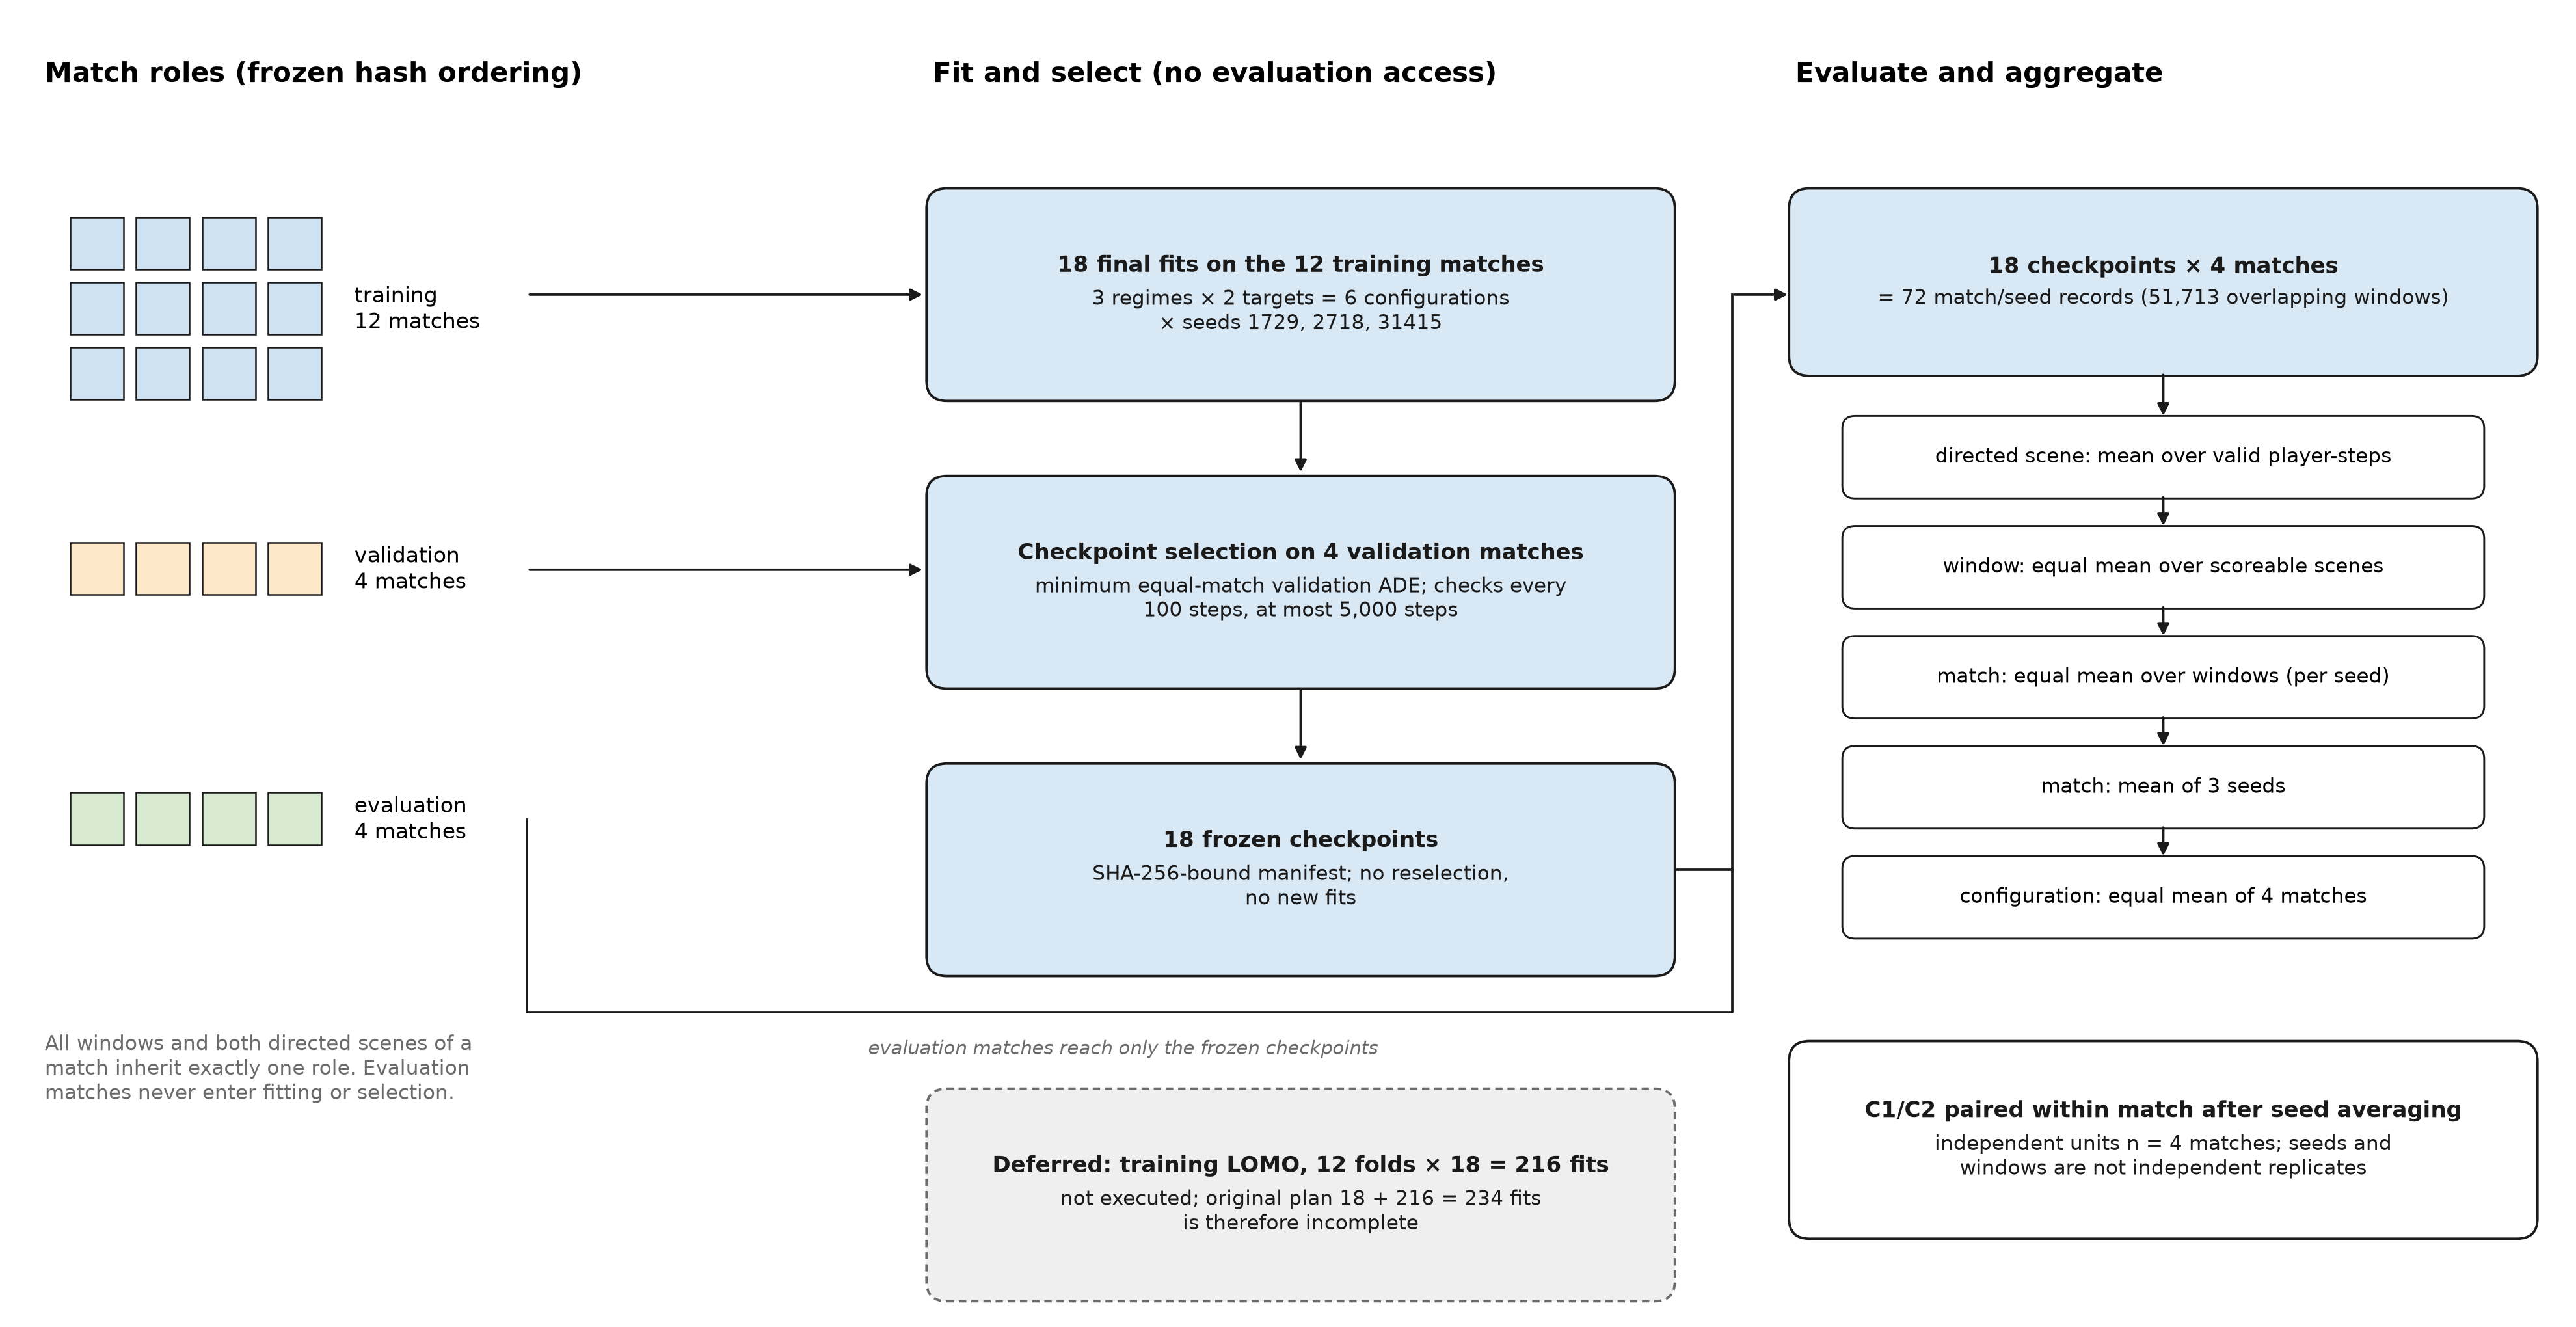 Match roles (frozen hash ordering)
training
12 matches
validation
4 matches
evaluation
4 matches
All windows and both directed scenes of a
match inherit exactly one role. Evaluation
matches never enter fitting or selection.
Fit and select (no evaluation access)
18 final fits on the 12 training matches
3 regimes × 2 targets = 6 configurations
× seeds 1729, 2718, 31415
Checkpoint selection on 4 validation matches
minimum equal-match validation ADE; checks every
100 steps, at most 5,000 steps
18 frozen checkpoints
SHA-256-bound manifest; no reselection,
no new fits
evaluation matches reach only the frozen checkpoints
Deferred: training LOMO, 12 folds × 18 = 216 fits
not executed; original plan 18 + 216 = 234 fits
is therefore incomplete
Evaluate and aggregate
18 checkpoints × 4 matches
= 72 match/seed records (51,713 overlapping windows)
directed scene: mean over valid player-steps
window: equal mean over scoreable scenes
match: equal mean over windows (per seed)
match: mean of 3 seeds
configuration: equal mean of 4 matches
C1/C2 paired within match after seed averaging
independent units n = 4 matches; seeds and
windows are not independent replicates